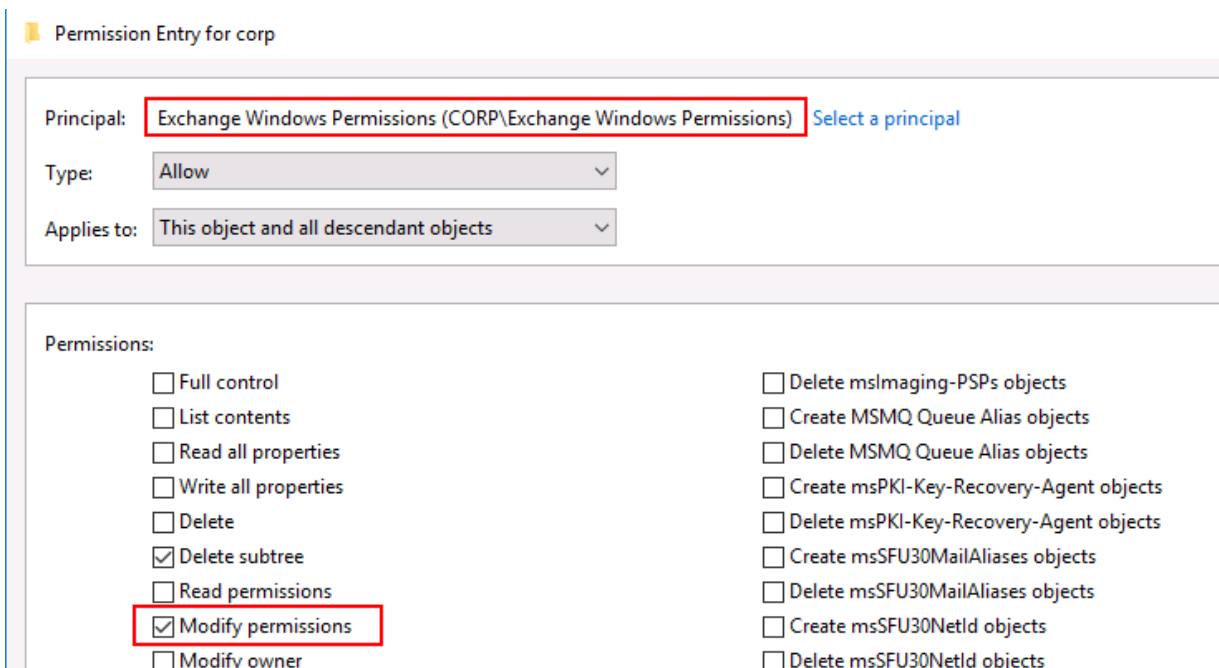 Permission Entry for corp
Principal: Exchange Windows Permissions (CORP\Exchange Windows Permissions) Select a principal
Type: Allow
Applies to: This object and all descendant objects
Permissions:
Full control
List contents
Read all properties
Write all properties
Delete
Delete subtree
Read permissions
Modify permissions
Modify owner
Delete msImaging-PSPs objects
Create MSMQ Queue Alias objects
Delete MSMQ Queue Alias objects
Create msPKI-Key-Recovery-Agent objects
Delete msPKI-Key-Recovery-Agent objects
Create msSFU30MailAliases objects
Delete msSFU30MailAliases objects
Create msSFU30NetId objects
Delete msSFU30NetId objects